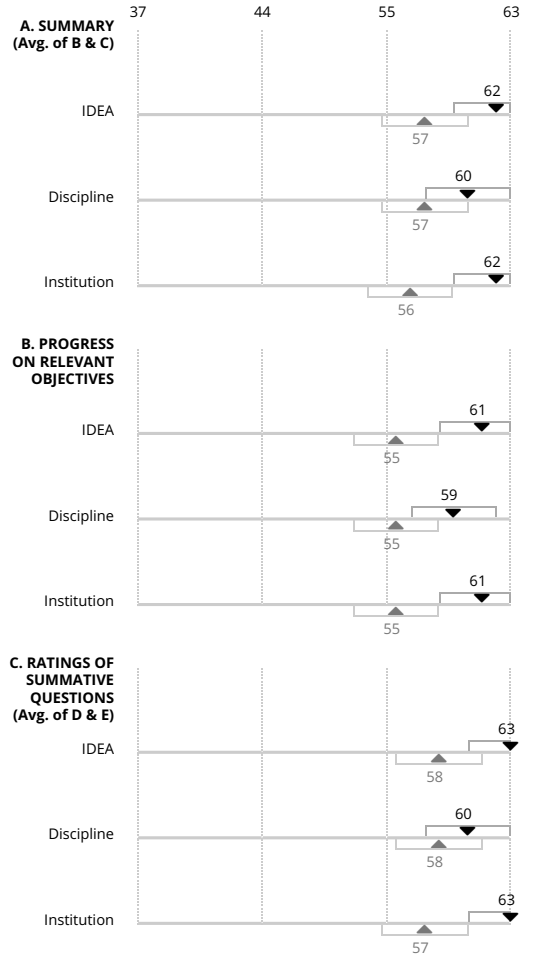 37 44 55 63
A. SUMMARY
(Avg. of B & C)
62
IDEA
57
60
Discipline
57
62
Institution
56
B. PROGRESS
ON RELEVANT
OBJECTIVES
61
IDEA
55
59
Discipline
55
61
Institution
55
C. RATINGS OF
SUMMATIVE
QUESTIONS
(Avg. of D & E)
63
IDEA
58
60
Discipline
58
63
Institution
57